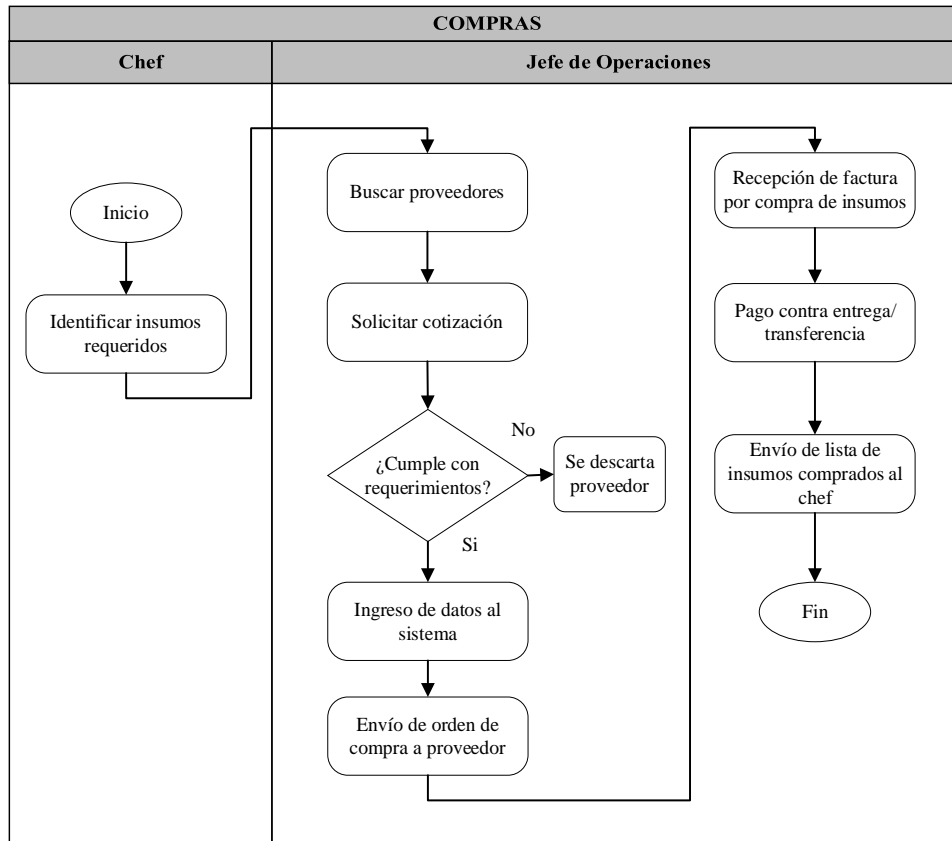 COMPRAS
Chef
Jefe de Operaciones
Inicio
Identificar insumos
requeridos
Buscar proveedores
Solicitar cotización
¿Cumple con
requerimientos?
No
Se descarta
proveedor
Si
Ingreso de datos al
sistema
Envío de orden de
compra a proveedor
Recepción de factura
por compra de insumos
Pago contra entrega/
transferencia
Envío de lista de
insumos comprados al
chef
Fin